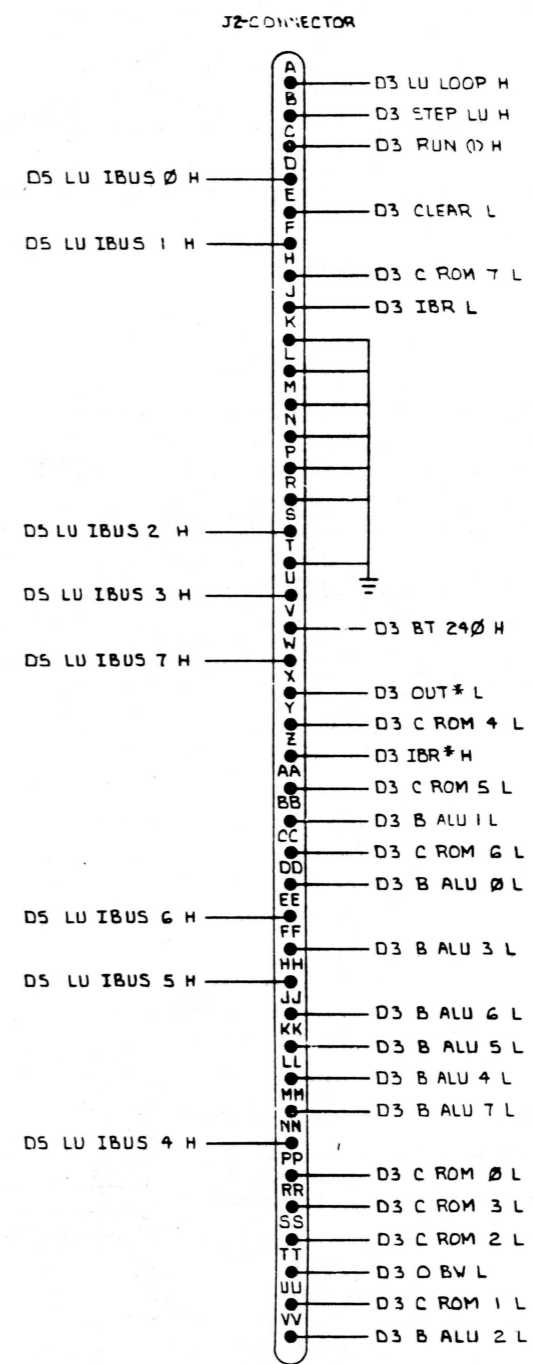 J2-CONNECTOR
A
D3 LU LOOP H
B
D3 STEP LU H
C
D3 RUN (1) H
D
D5 LU IBUS Ø H
E
D3 CLEAR L
F
D5 LU IBUS 1 H
H
D3 C ROM 7 L
J
D3 IBR L
K
L
M
N
P
R
S
D5 LU IBUS 2 H
T
U
D5 LU IBUS 3 H
V
D3 BT 24Ø H
W
D5 LU IBUS 7 H
X
D3 OUT* L
Y
D3 C ROM 4 L
Z
D3 IBR* H
AA
D3 C ROM 5 L
BB
D3 B ALU 1 L
CC
D3 C ROM 6 L
DD
D3 B ALU Ø L
EE
D5 LU IBUS 6 H
FF
D3 B ALU 3 L
HH
D5 LU IBUS 5 H
JJ
D3 B ALU 6 L
KK
D3 B ALU 5 L
LL
D3 B ALU 4 L
MM
D3 B ALU 7 L
NN
D5 LU IBUS 4 H
PP
D3 C ROM Ø L
RR
D3 C ROM 3 L
SS
D3 C ROM 2 L
TT
D3 O BW L
UU
D3 C ROM 1 L
VV
D3 B ALU 2 L